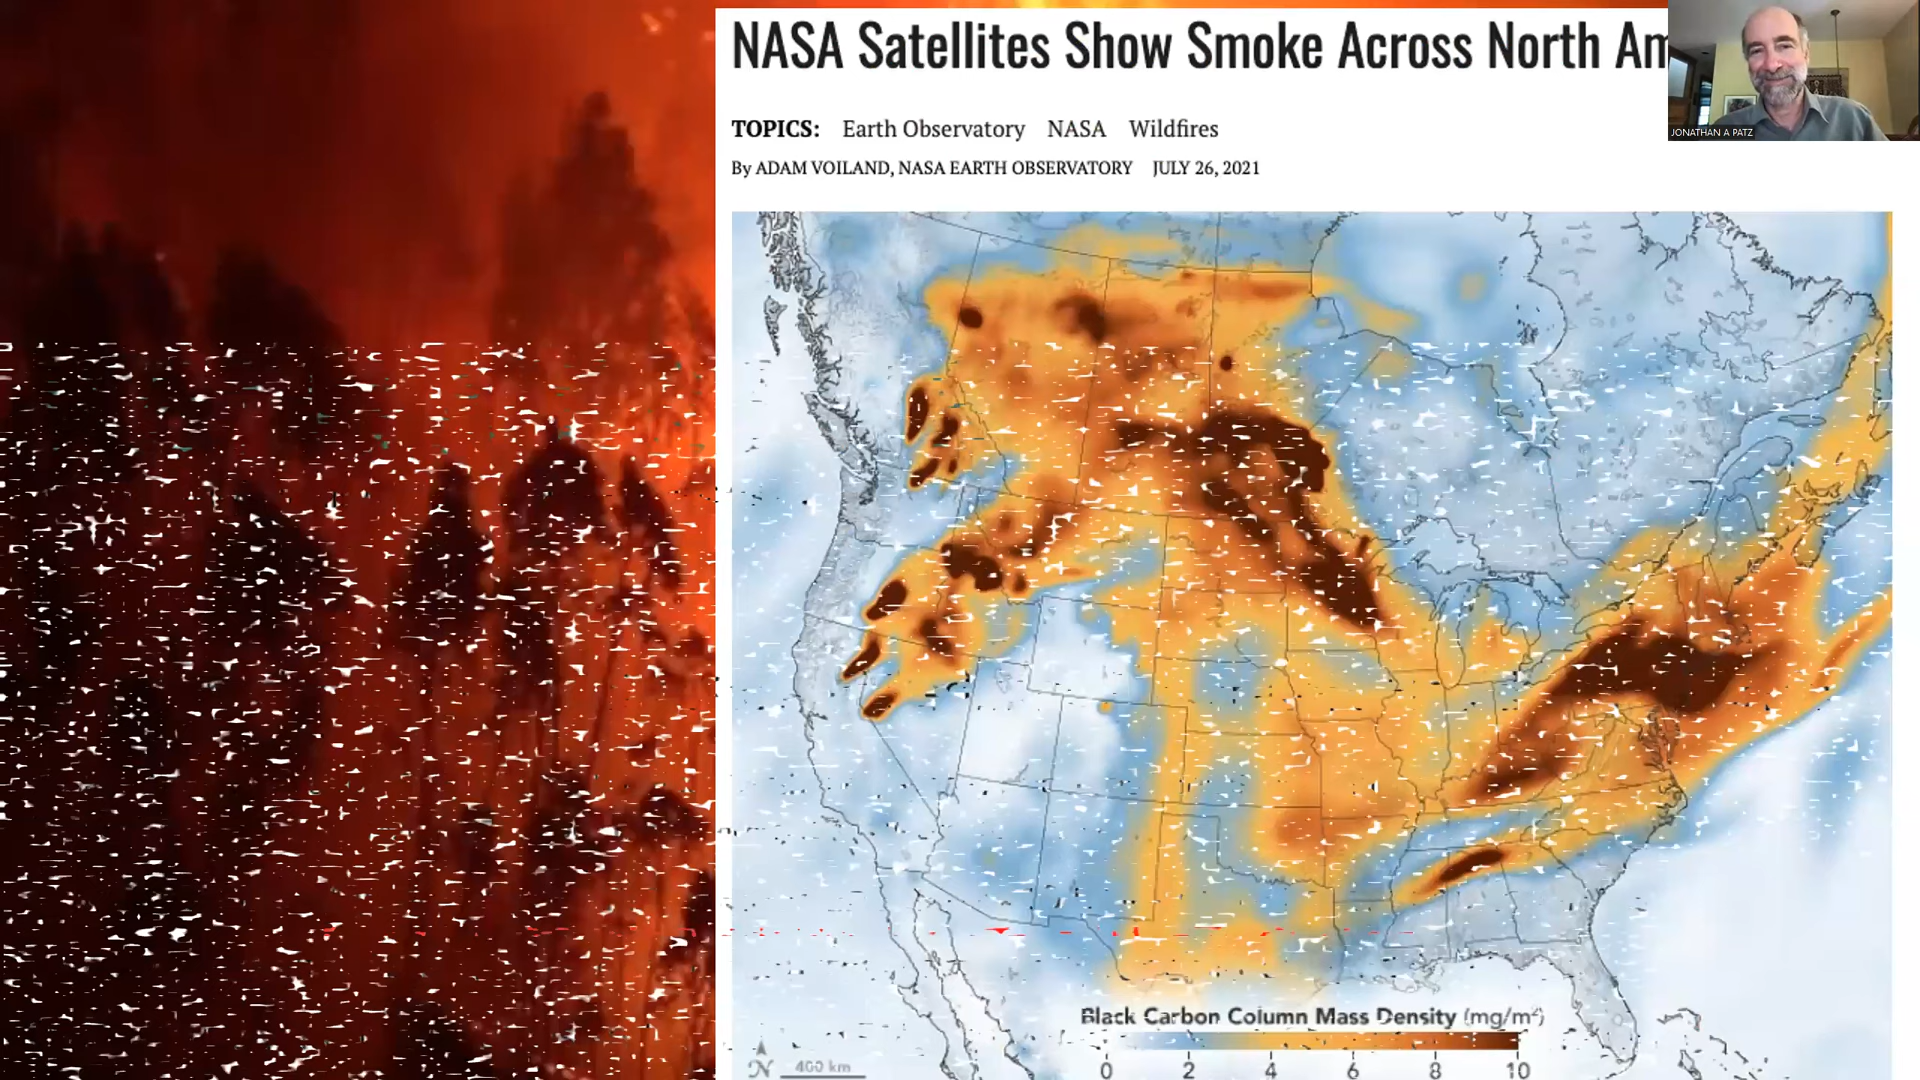 NASA Satellites Show Smoke Across North Am
JONATHAN A PATZ
TOPICS: Earth Observatory NASA Wildfires
By ADAM VOILAND, NASA EARTH OBSERVATORY JULY 26, 2021
Black Carbon Column Mass Density (mg/m²)
N 400 km
0 2 4 6 8 10